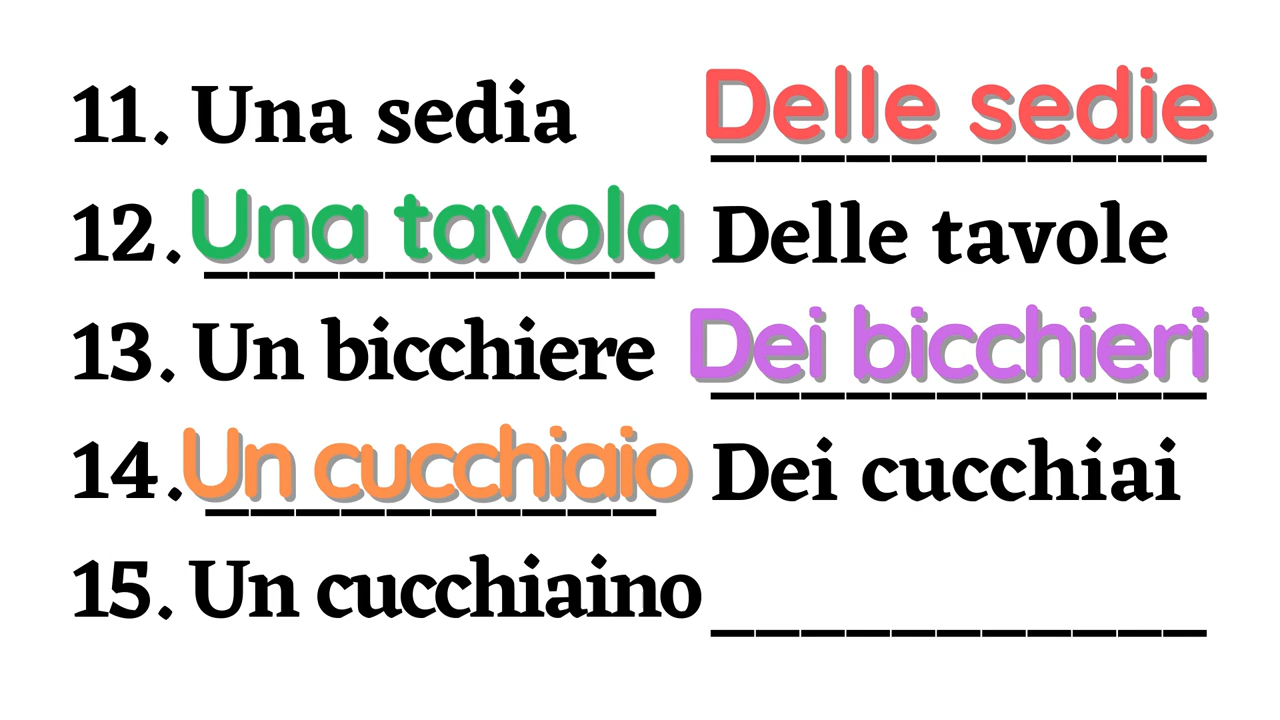 11. Una sedia Delle sedie
12. Una tavola Delle tavole
13. Un bicchiere Dei bicchieri
14. Un cucchiaio Dei cucchiai
15. Un cucchiaino ___________